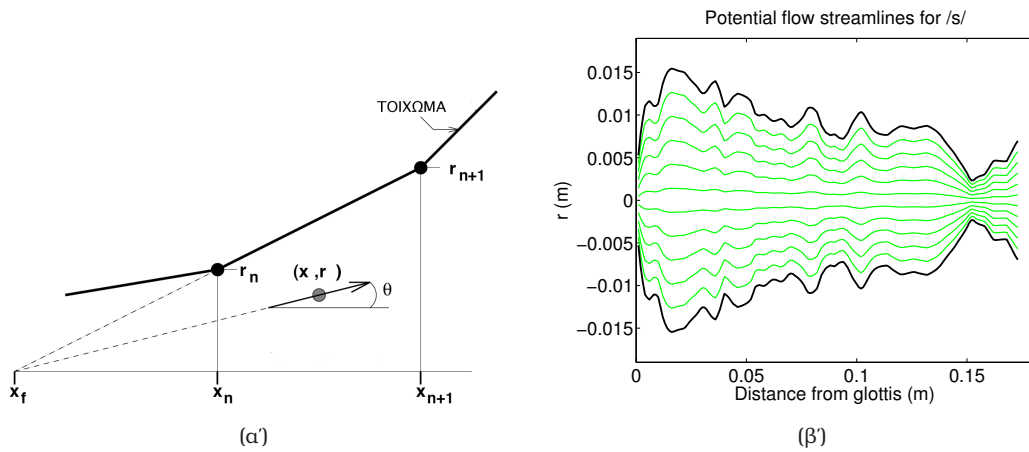 ΤΟΙΧΩΜΑ
r n+1
r n
(x ,r )
θ
x f
x n
x n+1
(α′)
Potential flow streamlines for /s/
r (m)
0.015
0.01
0.005
0
−0.005
−0.01
−0.015
0
0.05
0.1
0.15
Distance from glottis (m)
(β′)